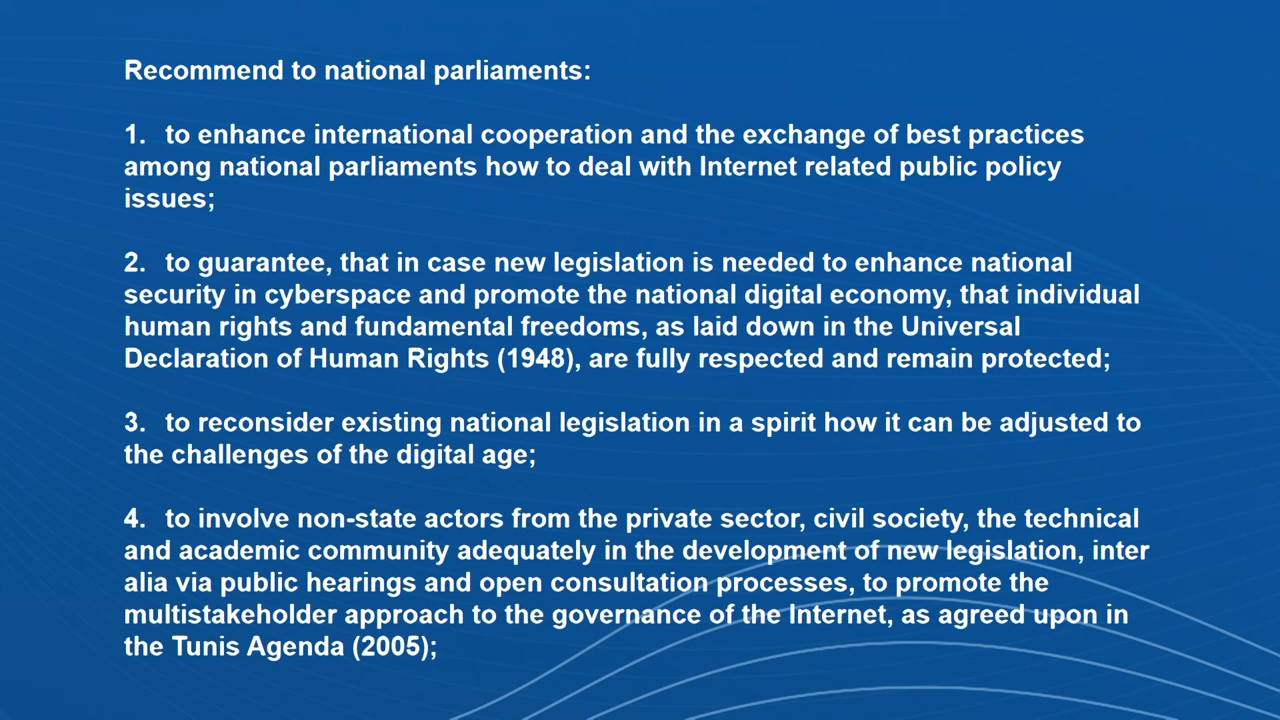 Recommend to national parliaments:
1. to enhance international cooperation and the exchange of best practices
among national parliaments how to deal with Internet related public policy
issues;
2. to guarantee, that in case new legislation is needed to enhance national
security in cyberspace and promote the national digital economy, that individual
human rights and fundamental freedoms, as laid down in the Universal
Declaration of Human Rights (1948), are fully respected and remain protected;
3. to reconsider existing national legislation in a spirit how it can be adjusted to
the challenges of the digital age;
4. to involve non-state actors from the private sector, civil society, the technical
and academic community adequately in the development of new legislation, inter
alia via public hearings and open consultation processes, to promote the
multistakeholder approach to the governance of the Internet, as agreed upon in
the Tunis Agenda (2005);